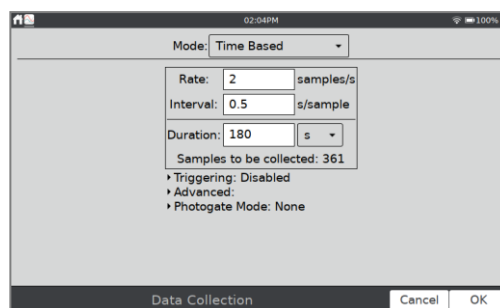 02:04PM 100%
Mode: Time Based
Rate: 2 samples/s
Interval: 0.5 s/sample
Duration: 180 s
Samples to be collected: 361
Triggering: Disabled
Advanced:
Photogate Mode: None
Data Collection Cancel OK